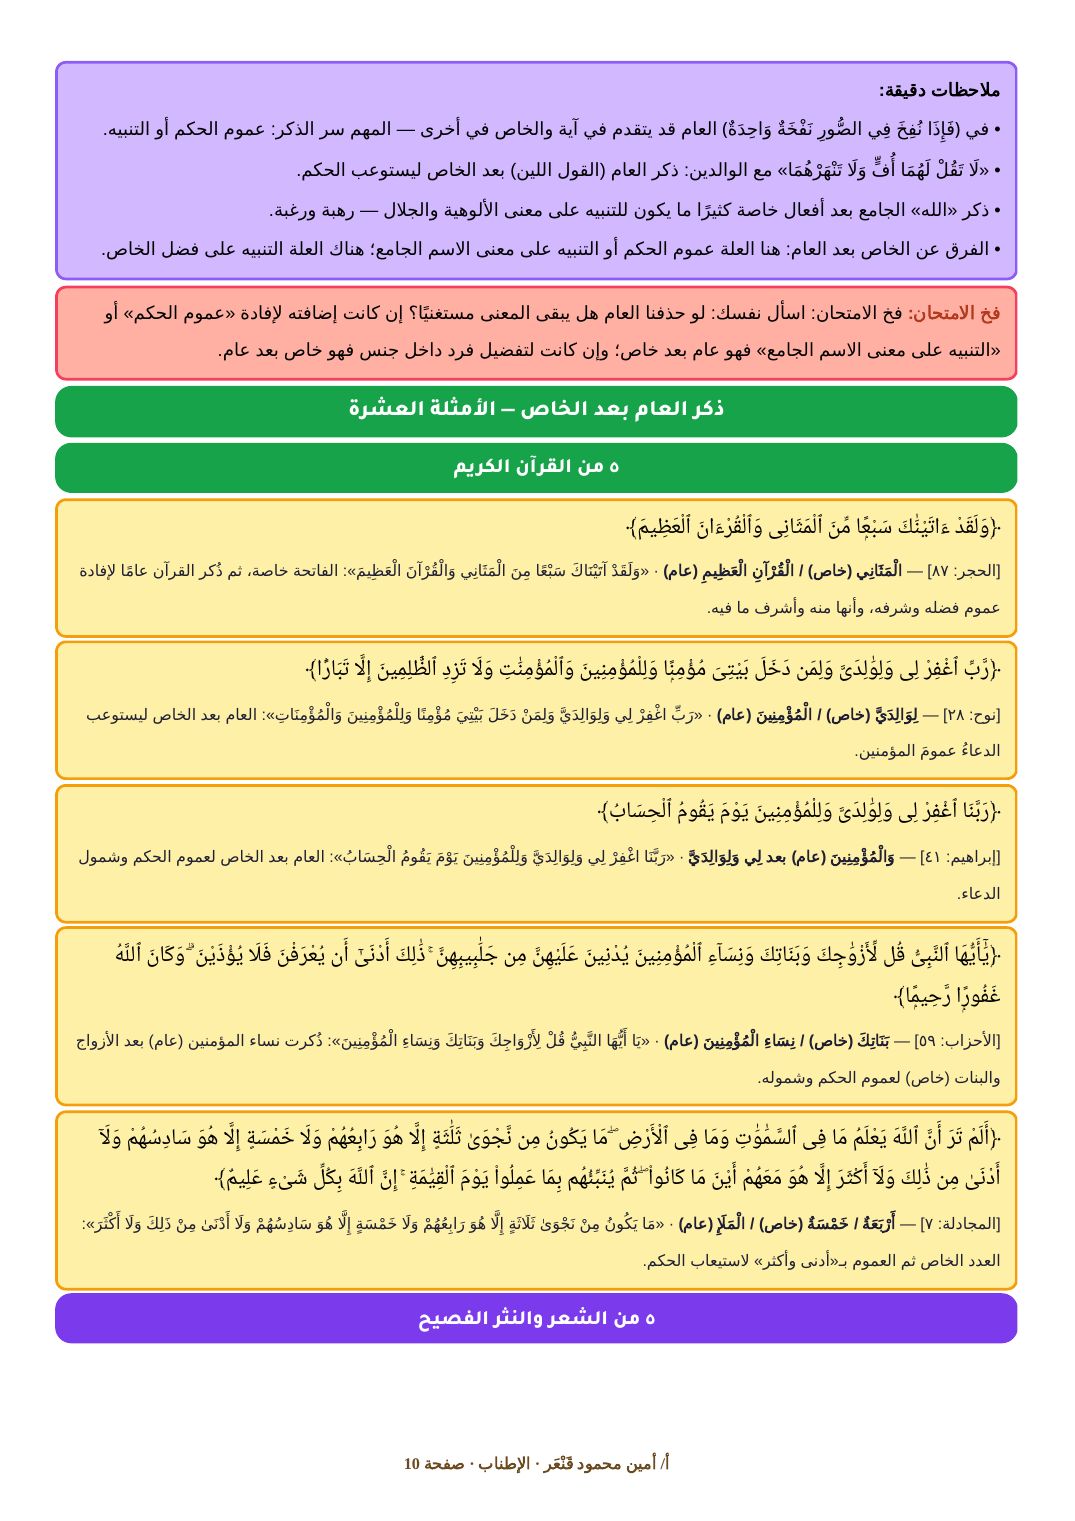 ملاحظات دقيقة:
• في (فَإِذَا نُفِخَ فِي الصُّورِ نَفْخَةٌ وَاحِدَةٌ) العام قد يتقدم في آية والخاص في أخرى — المهم سر الذكر: عموم الحكم أو التنبيه.
• «لَا تَقُلْ لَهُمَا أُفٍّ وَلَا تَنْهَرْهُمَا» مع الوالدين: ذكر العام (القول اللين) بعد الخاص ليستوعب الحكم.
• ذكر «الله» الجامع بعد أفعال خاصة كثيرًا ما يكون للتنبيه على معنى الألوهية والجلال — رهبة ورغبة.
• الفرق عن الخاص بعد العام: هنا العلة عموم الحكم أو التنبيه على معنى الاسم الجامع؛ هناك العلة التنبيه على فضل الخاص.
فخ الامتحان: فخ الامتحان: اسأل نفسك: لو حذفنا العام هل يبقى المعنى مستغنيًا؟ إن كانت إضافته لإفادة «عموم الحكم» أو
«التنبيه على معنى الاسم الجامع» فهو عام بعد خاص؛ وإن كانت لتفضيل فرد داخل جنس فهو خاص بعد عام.
ذكر العام بعد الخاص — الأمثلة العشرة
٥ من القرآن الكريم
﴿وَلَقَدْ ءَاتَيْنَٰكَ سَبْعًۭا مِّنَ ٱلْمَثَانِى وَٱلْقُرْءَانَ ٱلْعَظِيمَ﴾
[الحجر: ٨٧] — الْمَثَانِي (خاص) / الْقُرْآنِ الْعَظِيمِ (عام) · «وَلَقَدْ آتَيْنَاكَ سَبْعًا مِنَ الْمَثَانِي وَالْقُرْآنَ الْعَظِيمَ»: الفاتحة خاصة، ثم ذُكر القرآن عامًا لإفادة
عموم فضله وشرفه، وأنها منه وأشرف ما فيه.
﴿رَّبِّ ٱغْفِرْ لِى وَلِوَٰلِدَىَّ وَلِمَن دَخَلَ بَيْتِىَ مُؤْمِنًۭا وَلِلْمُؤْمِنِينَ وَٱلْمُؤْمِنَٰتِ وَلَا تَزِدِ ٱلظَّٰلِمِينَ إِلَّا تَبَارًۢا﴾
[نوح: ٢٨] — لِوَالِدَيَّ (خاص) / الْمُؤْمِنِينَ (عام) · «رَبِّ اغْفِرْ لِي وَلِوَالِدَيَّ وَلِمَنْ دَخَلَ بَيْتِيَ مُؤْمِنًا وَلِلْمُؤْمِنِينَ وَالْمُؤْمِنَاتِ»: العام بعد الخاص ليستوعب
الدعاءُ عمومَ المؤمنين.
﴿رَبَّنَا ٱغْفِرْ لِى وَلِوَٰلِدَىَّ وَلِلْمُؤْمِنِينَ يَوْمَ يَقُومُ ٱلْحِسَابُ﴾
[إبراهيم: ٤١] — وَالْمُؤْمِنِينَ (عام) بعد لِي وَلِوَالِدَيَّ · «رَبَّنَا اغْفِرْ لِي وَلِوَالِدَيَّ وَلِلْمُؤْمِنِينَ يَوْمَ يَقُومُ الْحِسَابُ»: العام بعد الخاص لعموم الحكم وشمول
الدعاء.
﴿يَٰٓأَيُّهَا ٱلنَّبِىُّ قُل لِّأَزْوَٰجِكَ وَبَنَاتِكَ وَنِسَآءِ ٱلْمُؤْمِنِينَ يُدْنِينَ عَلَيْهِنَّ مِن جَلَٰبِيبِهِنَّ ۚ ذَٰلِكَ أَدْنَىٰٓ أَن يُعْرَفْنَ فَلَا يُؤْذَيْنَ ۗ وَكَانَ ٱللَّهُ
غَفُورًۭا رَّحِيمًۭا﴾
[الأحزاب: ٥٩] — بَنَاتِكَ (خاص) / نِسَاءِ الْمُؤْمِنِينَ (عام) · «يَا أَيُّهَا النَّبِيُّ قُلْ لِأَزْوَاجِكَ وَبَنَاتِكَ وَنِسَاءِ الْمُؤْمِنِينَ»: ذُكرت نساء المؤمنين (عام) بعد الأزواج
والبنات (خاص) لعموم الحكم وشموله.
﴿أَلَمْ تَرَ أَنَّ ٱللَّهَ يَعْلَمُ مَا فِى ٱلسَّمَٰوَٰتِ وَمَا فِى ٱلْأَرْضِ ۖ مَا يَكُونُ مِن نَّجْوَىٰ ثَلَٰثَةٍ إِلَّا هُوَ رَابِعُهُمْ وَلَا خَمْسَةٍ إِلَّا هُوَ سَادِسُهُمْ وَلَآ
أَدْنَىٰ مِن ذَٰلِكَ وَلَآ أَكْثَرَ إِلَّا هُوَ مَعَهُمْ أَيْنَ مَا كَانُوا۟ ۖ ثُمَّ يُنَبِّئُهُم بِمَا عَمِلُوا۟ يَوْمَ ٱلْقِيَٰمَةِ ۚ إِنَّ ٱللَّهَ بِكُلِّ شَىْءٍ عَلِيمٌ﴾
[المجادلة: ٧] — أَرْبَعَةٌ / خَمْسَةٌ (خاص) / الْمَلَإِ (عام) · «مَا يَكُونُ مِنْ نَجْوَىٰ ثَلَاثَةٍ إِلَّا هُوَ رَابِعُهُمْ وَلَا خَمْسَةٍ إِلَّا هُوَ سَادِسُهُمْ وَلَا أَدْنَىٰ مِنْ ذَلِكَ وَلَا أَكْثَرَ»:
العدد الخاص ثم العموم بـ«أدنى وأكثر» لاستيعاب الحكم.
٥ من الشعر والنثر الفصيح
أ/ أمين محمود قَنْعَر · الإطناب · صفحة 10